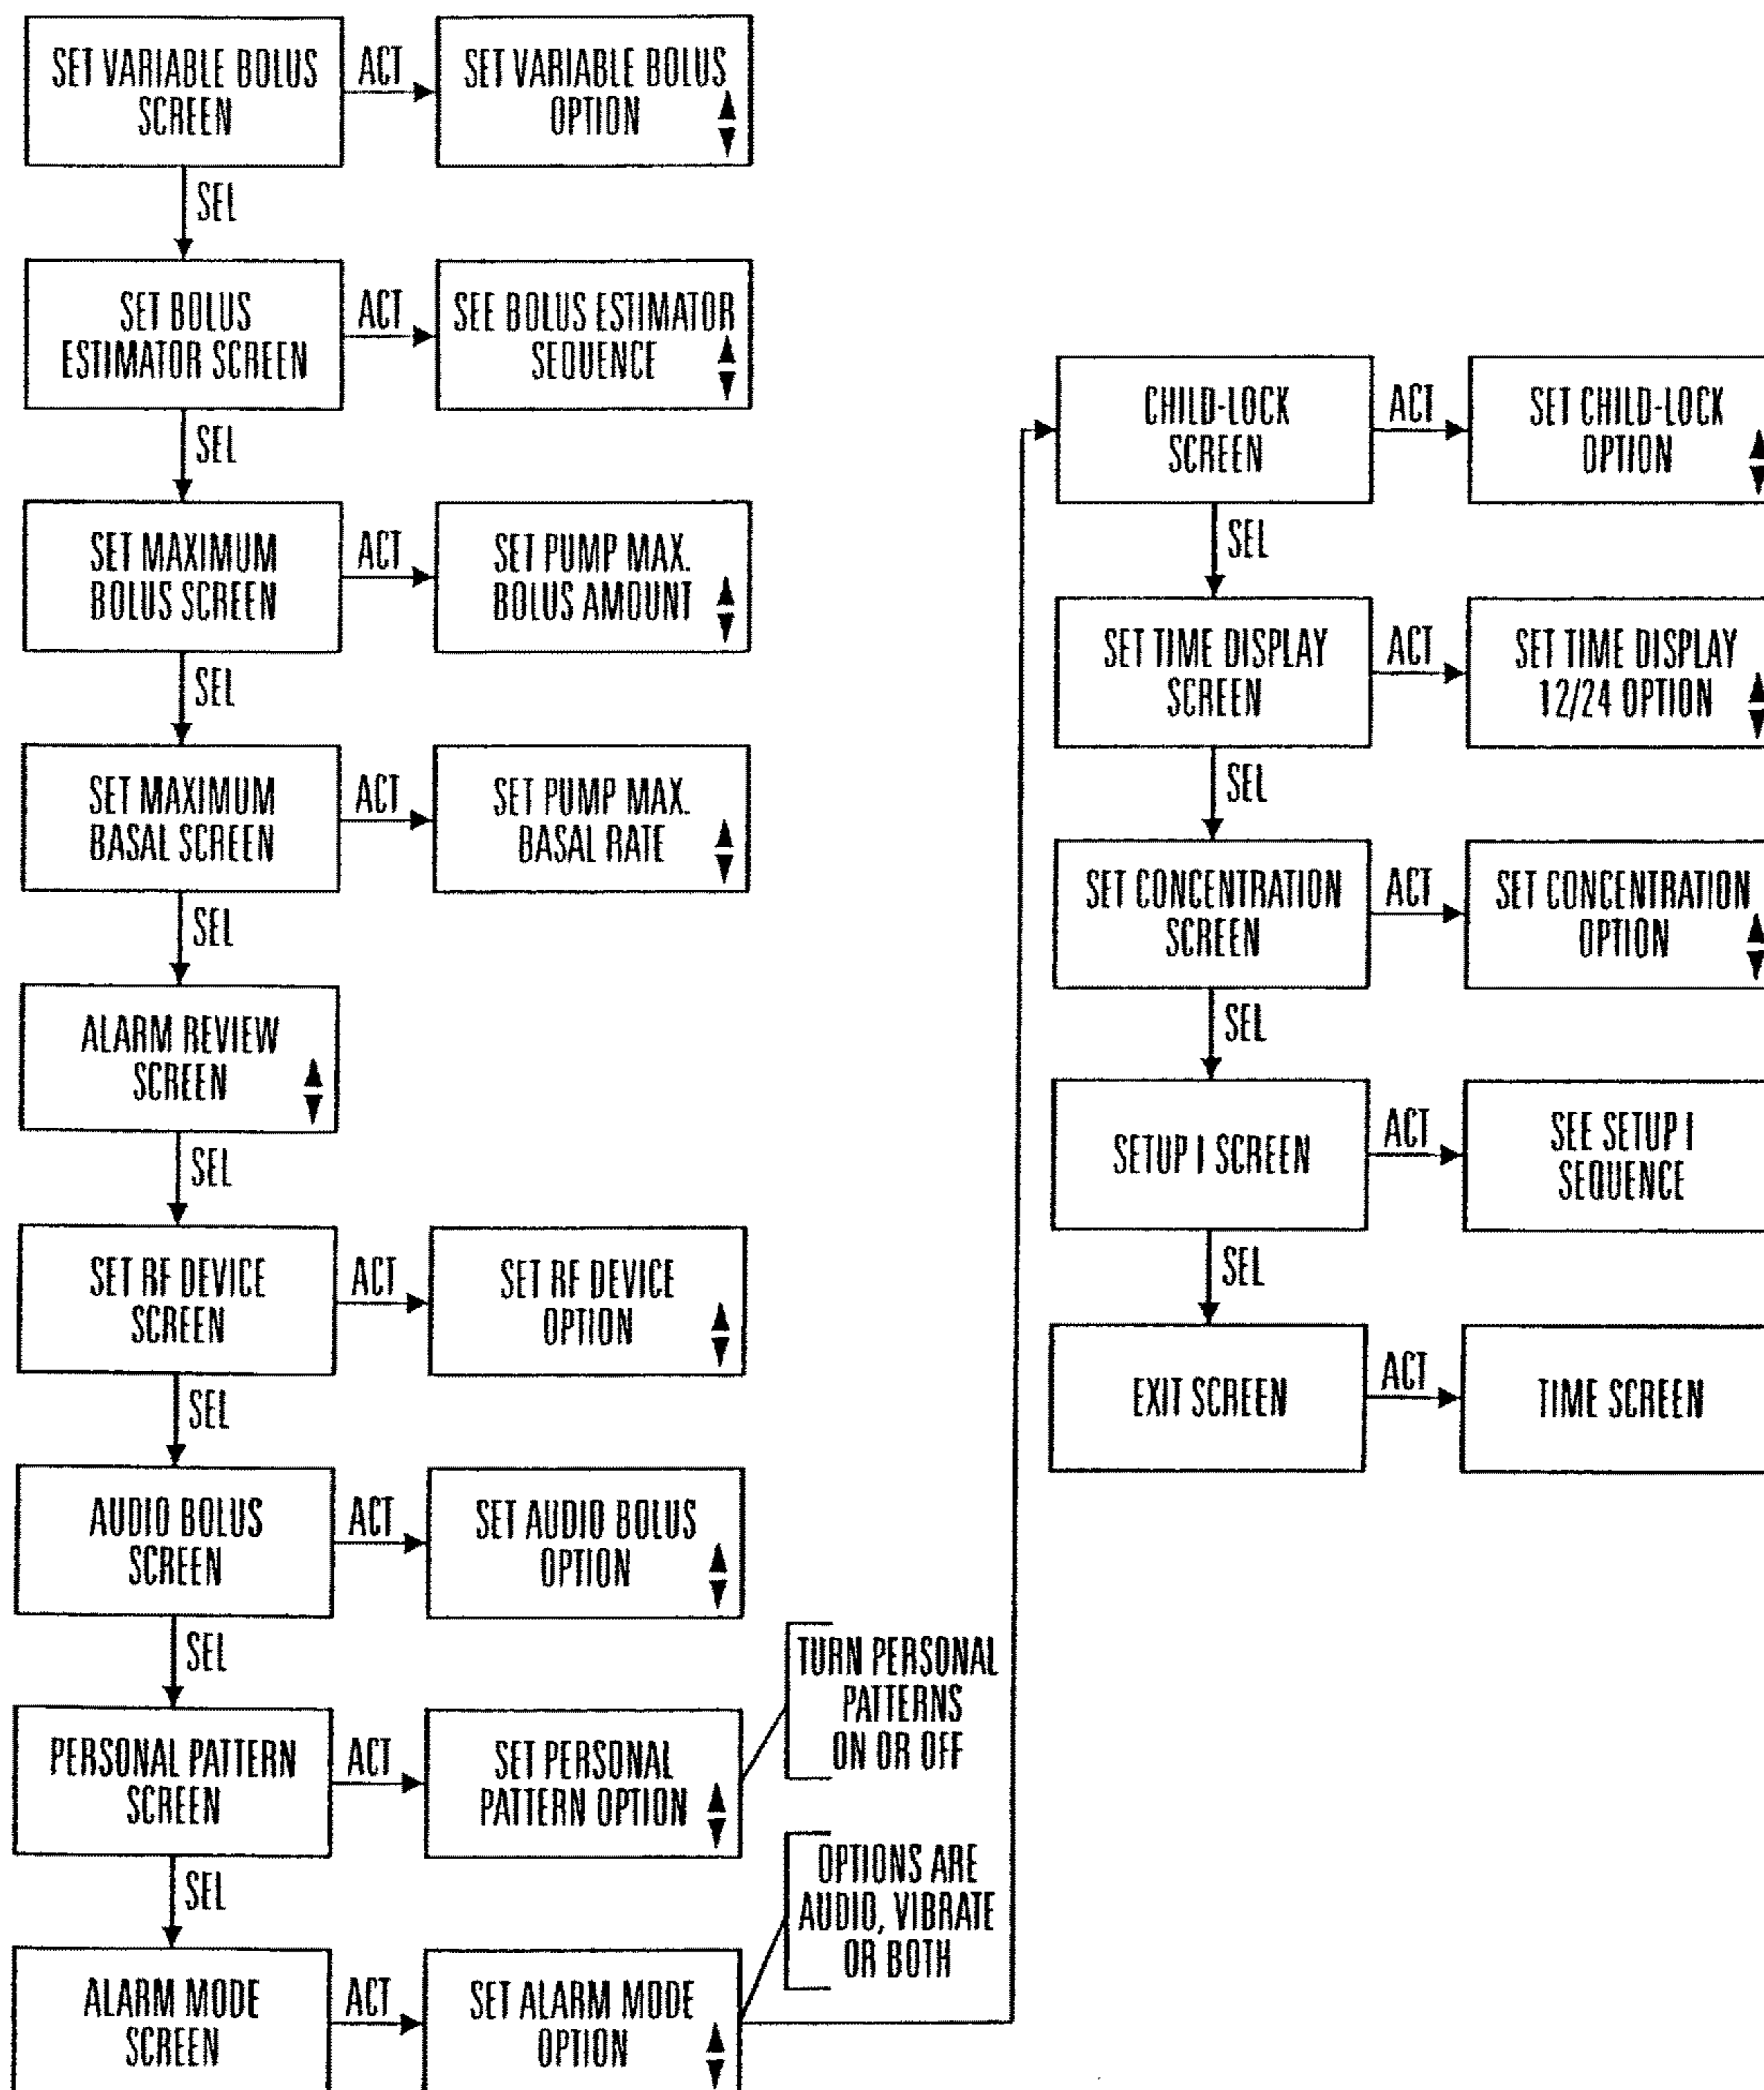 SET VARIABLE BOLUS
SCREEN
ACT
SET VARIABLE BOLUS
OPTION
SEL
SET BOLUS
ESTIMATOR SCREEN
ACT
SEE BOLUS ESTIMATOR
SEQUENCE
SEL
SET MAXIMUM
BOLUS SCREEN
ACT
SET PUMP MAX.
BOLUS AMOUNT
SEL
SET MAXIMUM
BASAL SCREEN
ACT
SET PUMP MAX.
BASAL RATE
SEL
ALARM REVIEW
SCREEN
SEL
SET RF DEVICE
SCREEN
ACT
SET RF DEVICE
OPTION
SEL
AUDIO BOLUS
SCREEN
ACT
SET AUDIO BOLUS
OPTION
SEL
PERSONAL PATTERN
SCREEN
ACT
SET PERSONAL
PATTERN OPTION
TURN PERSONAL
PATTERNS
ON OR OFF
SEL
ALARM MODE
SCREEN
ACT
SET ALARM MODE
OPTION
OPTIONS ARE
AUDIO, VIBRATE
OR BOTH
CHILD-LOCK
SCREEN
ACT
SET CHILD-LOCK
OPTION
SEL
SET TIME DISPLAY
SCREEN
ACT
SET TIME DISPLAY
12/24 OPTION
SEL
SET CONCENTRATION
SCREEN
ACT
SET CONCENTRATION
OPTION
SEL
SETUP I SCREEN
ACT
SEE SETUP I
SEQUENCE
SEL
EXIT SCREEN
ACT
TIME SCREEN